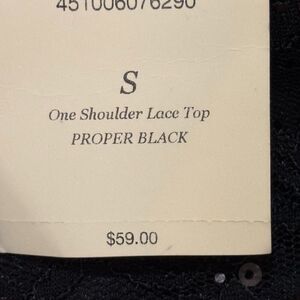 451006076290
S
One Shoulder Lace Top
PROPER BLACK
$59.00